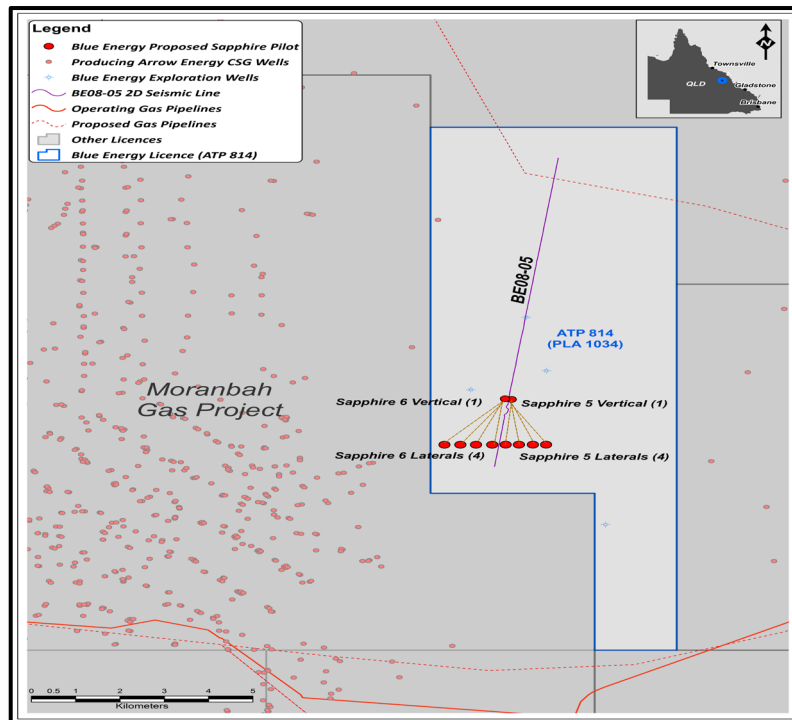 Legend
Blue Energy Proposed Sapphire Pilot
Producing Arrow Energy CSG Wells
Blue Energy Exploration Wells
BE08-05 2D Seismic Line
Operating Gas Pipelines
Proposed Gas Pipelines
Other Licences
Blue Energy Licence (ATP 814)
N
Townsville
QLD
Gladstone
Brisbane
BE08-05
ATP 814
(PLA 1034)
Moranbah
Gas Project
Sapphire 6 Vertical (1)
Sapphire 5 Vertical (1)
Sapphire 6 Laterals (4)
Sapphire 5 Laterals (4)
0 0.5 1 2 3 4 5
Kilometers